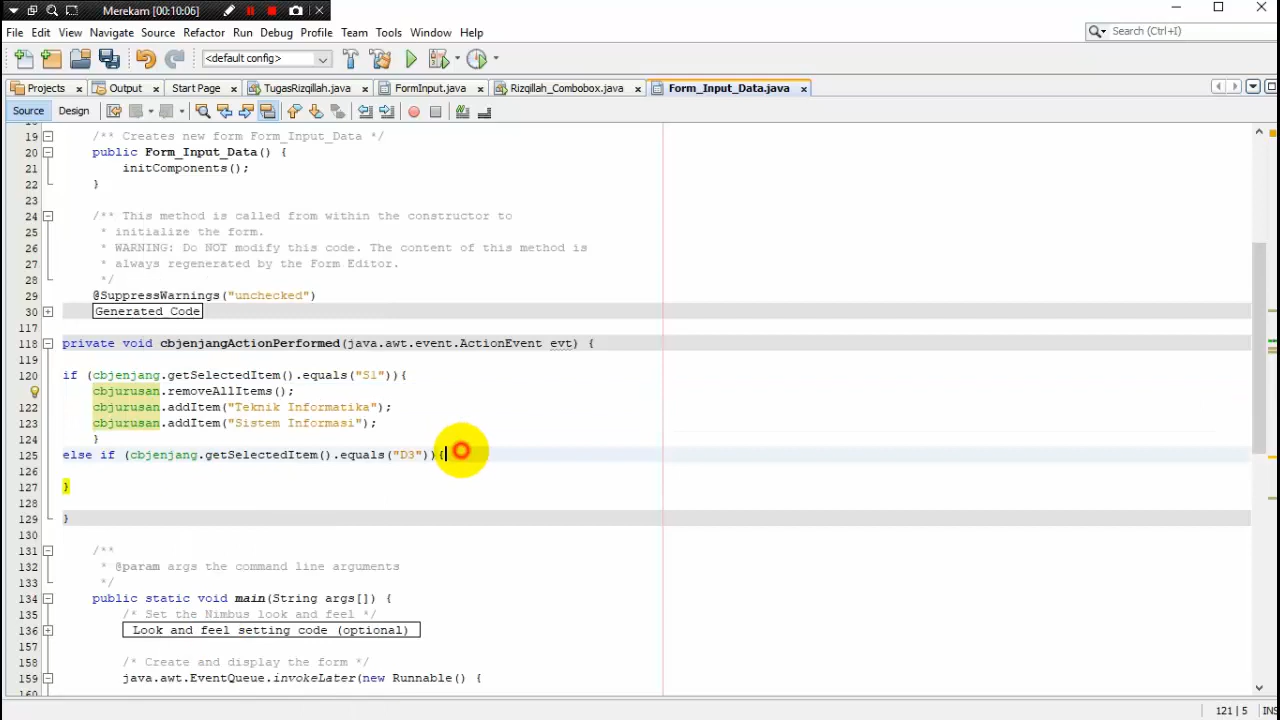 Merekam [00:10:06]
File Edit View Navigate Source Refactor Run Debug Profile Team Tools Window Help
Search (Ctrl+I)
<default config>
Projects Output Start Page TugasRizqillah.java FormInput.java Rizqillah_Combobox.java Form_Input_Data.java
Source Design
19 /** Creates new form Form_Input_Data */
20 public Form_Input_Data() {
21 initComponents();
22 }
23
24 /** This method is called from within the constructor to
25 * initialize the form.
26 * WARNING: Do NOT modify this code. The content of this method is
27 * always regenerated by the Form Editor.
28 */
29 @SuppressWarnings("unchecked")
30 Generated Code
117
118 private void cbjenjangActionPerformed(java.awt.event.ActionEvent evt) {
119
120 if (cbjenjang.getSelectedItem().equals("S1")){
cbjurusan.removeAllItems();
122 cbjurusan.addItem("Teknik Informatika");
123 cbjurusan.addItem("Sistem Informasi");
124 }
125 else if (cbjenjang.getSelectedItem().equals("D3")){
126
127 }
128
129 }
130
131 /**
132 * @param args the command line arguments
133 */
134 public static void main(String args[]) {
135 /* Set the Nimbus look and feel */
136 Look and feel setting code (optional)
157
158 /* Create and display the form */
159 java.awt.EventQueue.invokeLater(new Runnable() {
160
121 | 5 INS